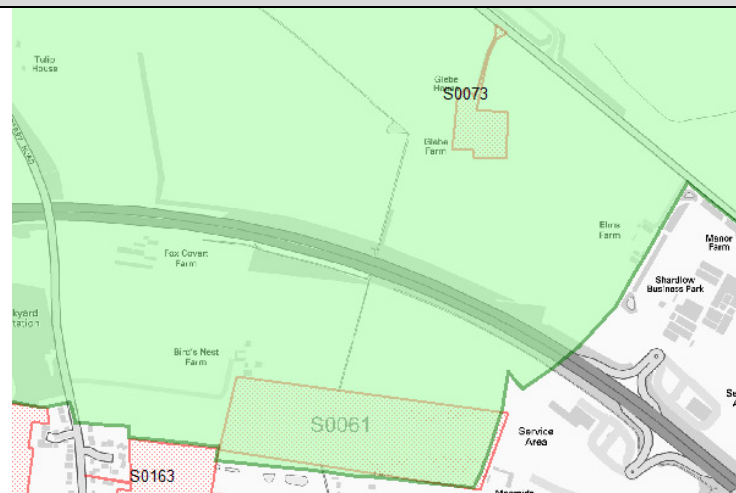 Tulip
House
Glebe
S0073
Glebe
Farm
Elms
Farm
Manor
Farm
Shardlow
Business Park
Fox Covert
Farm
Bird's Nest
Farm
S0061
Service
Area
S0163